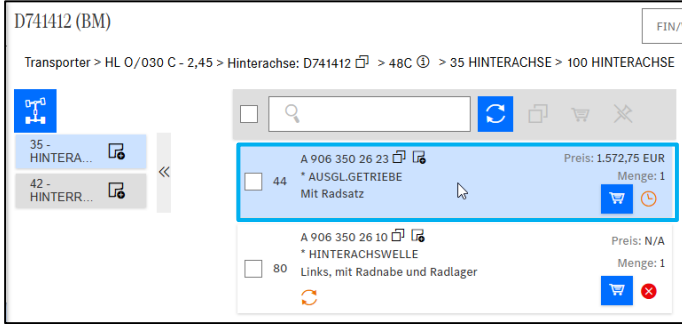 D741412 (BM)
FIN/
Transporter > HL O/030 C - 2,45 > Hinterachse: D741412 > 48C > 35 HINTERACHSE > 100 HINTERACHSE
35 -
HINTERA...
42 -
HINTERR...
A 906 350 26 23
Preis: 1.572,75 EUR
44 * AUSGL.GETRIEBE
Menge: 1
Mit Radsatz
A 906 350 26 10
Preis: N/A
* HINTERACHSWELLE
Menge: 1
80 Links, mit Radnabe und Radlager